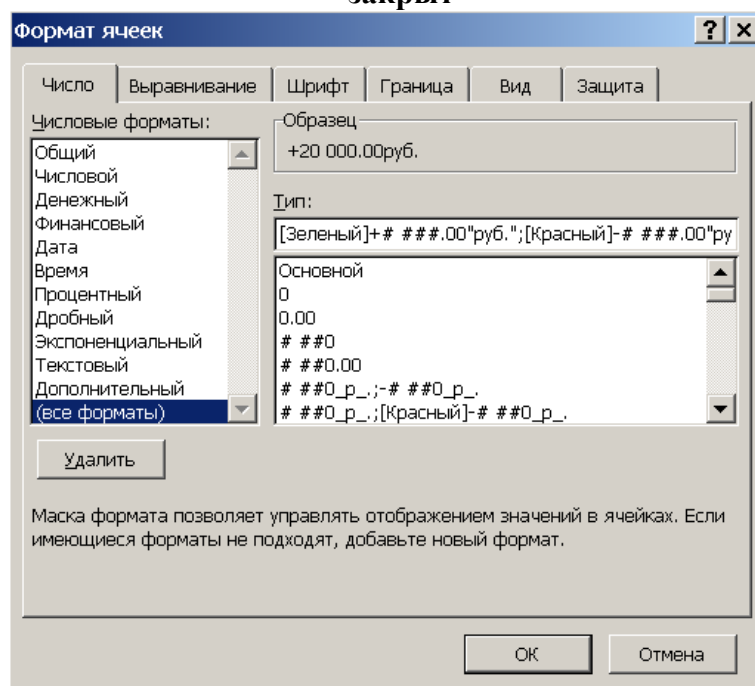 закрыт
Формат ячеек
Число Выравнивание Шрифт Граница Вид Защита
Числовые форматы:
Общий
Числовой
Денежный
Финансовый
Дата
Время
Процентный
Дробный
Экспоненциальный
Текстовый
Дополнительный
(все форматы)
Образец
+20 000.00руб.
Тип:
[Зеленый]+# ###.00"руб.";[Красный]-# ###.00"ру
Основной
0
0.00
# ##0
# ##0.00
# ##0_р_.;-# ##0_р_.
# ##0_р_.;[Красный]-# ##0_р_.
Удалить
Маска формата позволяет управлять отображением значений в ячейках. Если
имеющиеся форматы не подходят, добавьте новый формат.
ОК Отмена